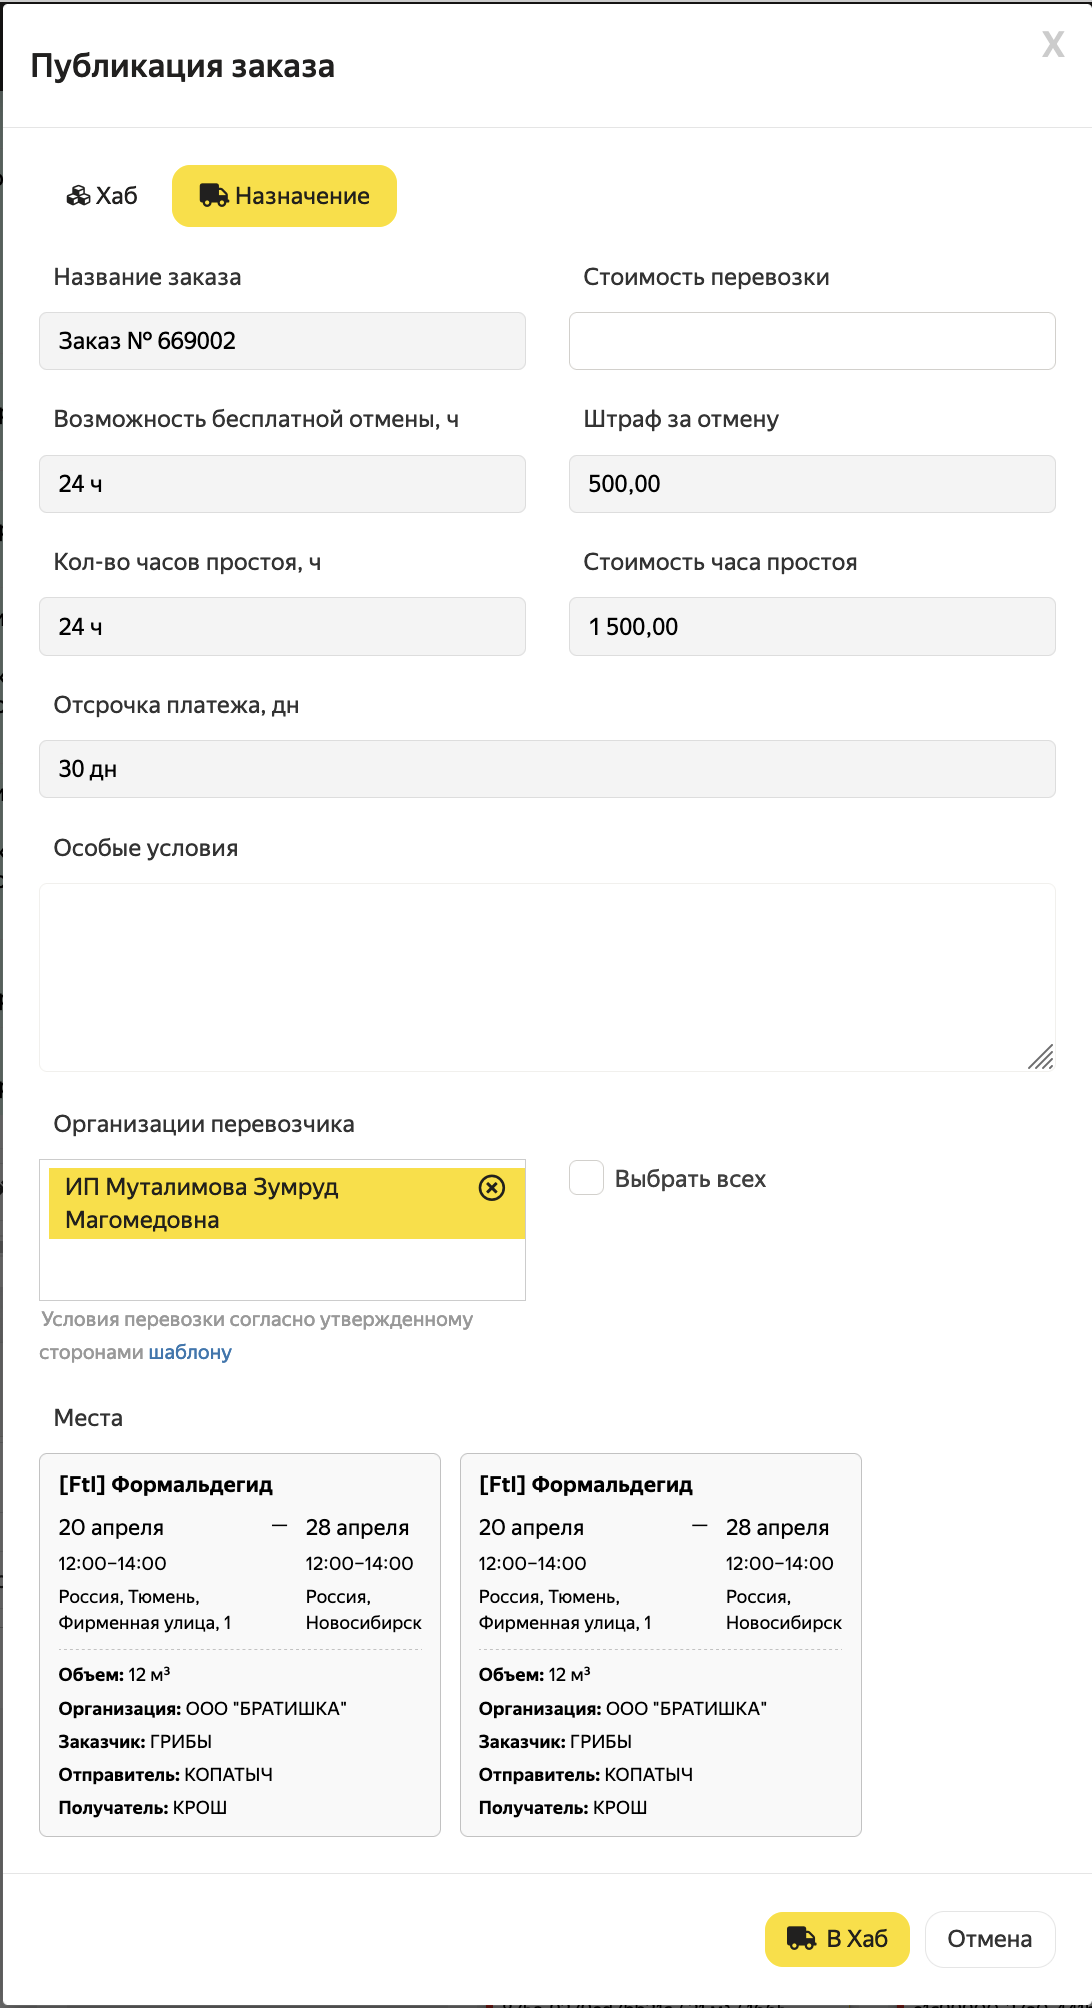 X
Публикация заказа
Хаб
Назначение
Название заказа
Стоимость перевозки
Заказ № 669002
Возможность бесплатной отмены, ч
Штраф за отмену
24 ч
500,00
Кол-во часов простоя, ч
Стоимость часа простоя
24 ч
1 500,00
Отсрочка платежа, дн
30 дн
Особые условия
Организации перевозчика
ИП Муталимова Зумруд
Магомедовна
Выбрать всех
Условия перевозки согласно утвержденному
сторонами шаблону
Места
[Ftl] Формальдегид
20 апреля — 28 апреля
12:00–14:00 12:00–14:00
Россия, Тюмень, Россия,
Фирменная улица, 1 Новосибирск
Объем: 12 м³
Организация: ООО "БРАТИШКА"
Заказчик: ГРИБЫ
Отправитель: КОПАТЫЧ
Получатель: КРОШ
[Ftl] Формальдегид
20 апреля — 28 апреля
12:00–14:00 12:00–14:00
Россия, Тюмень, Россия,
Фирменная улица, 1 Новосибирск
Объем: 12 м³
Организация: ООО "БРАТИШКА"
Заказчик: ГРИБЫ
Отправитель: КОПАТЫЧ
Получатель: КРОШ
В Хаб
Отмена